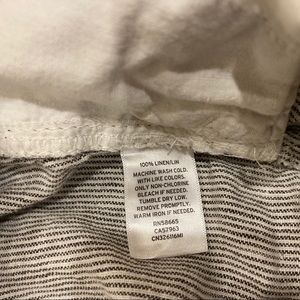 100% LINEN/LIN
MACHINE WASH COLD.
WITH LIKE COLORS.
ONLY NON-CHLORINE
BLEACH IF NEEDED.
TUMBLE DRY LOW.
REMOVE PROMPTLY.
WARM IRON IF NEEDED.
RN58665
CA57963
CN326116MI